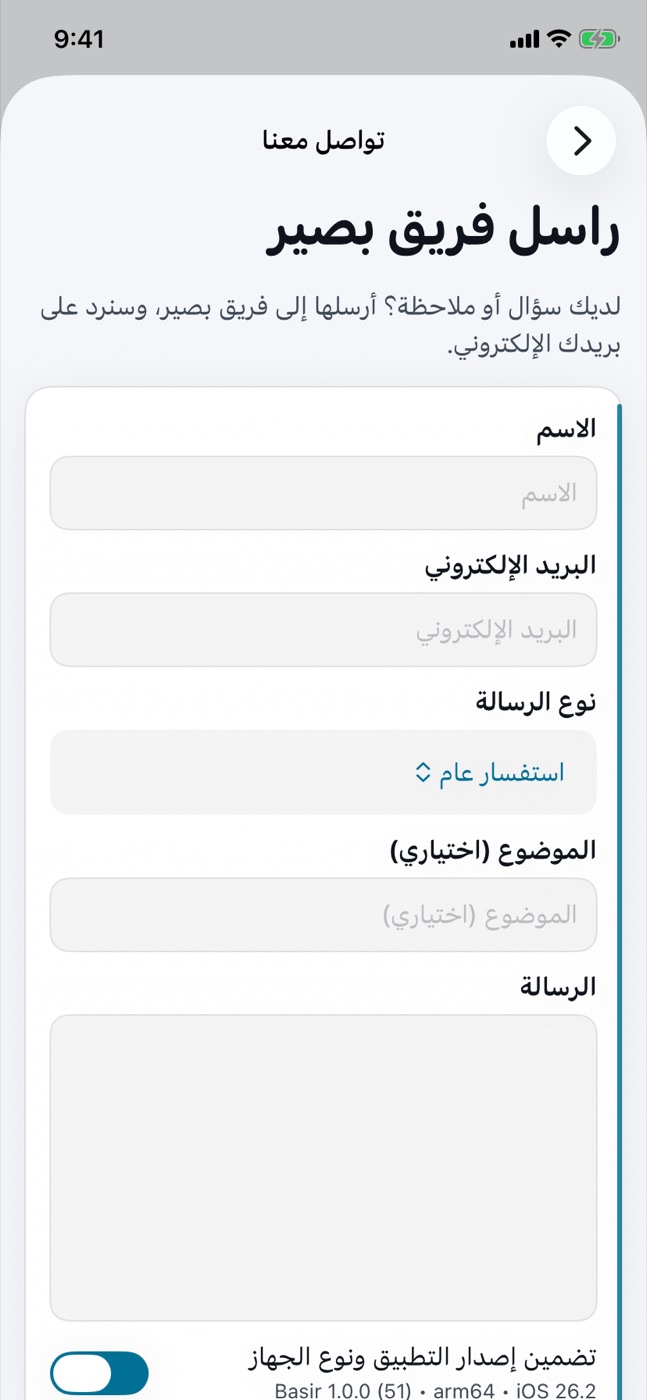 9:41
تواصل معنا
راسل فريق بصير
لديك سؤال أو ملاحظة؟ أرسلها إلى فريق بصير، وسنرد على
بريدك الإلكتروني.
الاسم
الاسم
البريد الإلكتروني
البريد الإلكتروني
نوع الرسالة
استفسار عام
الموضوع (اختياري)
الموضوع (اختياري)
الرسالة
تضمين إصدار التطبيق ونوع الجهاز
Basir 1.0.0 (51) • arm64 • iOS 26.2